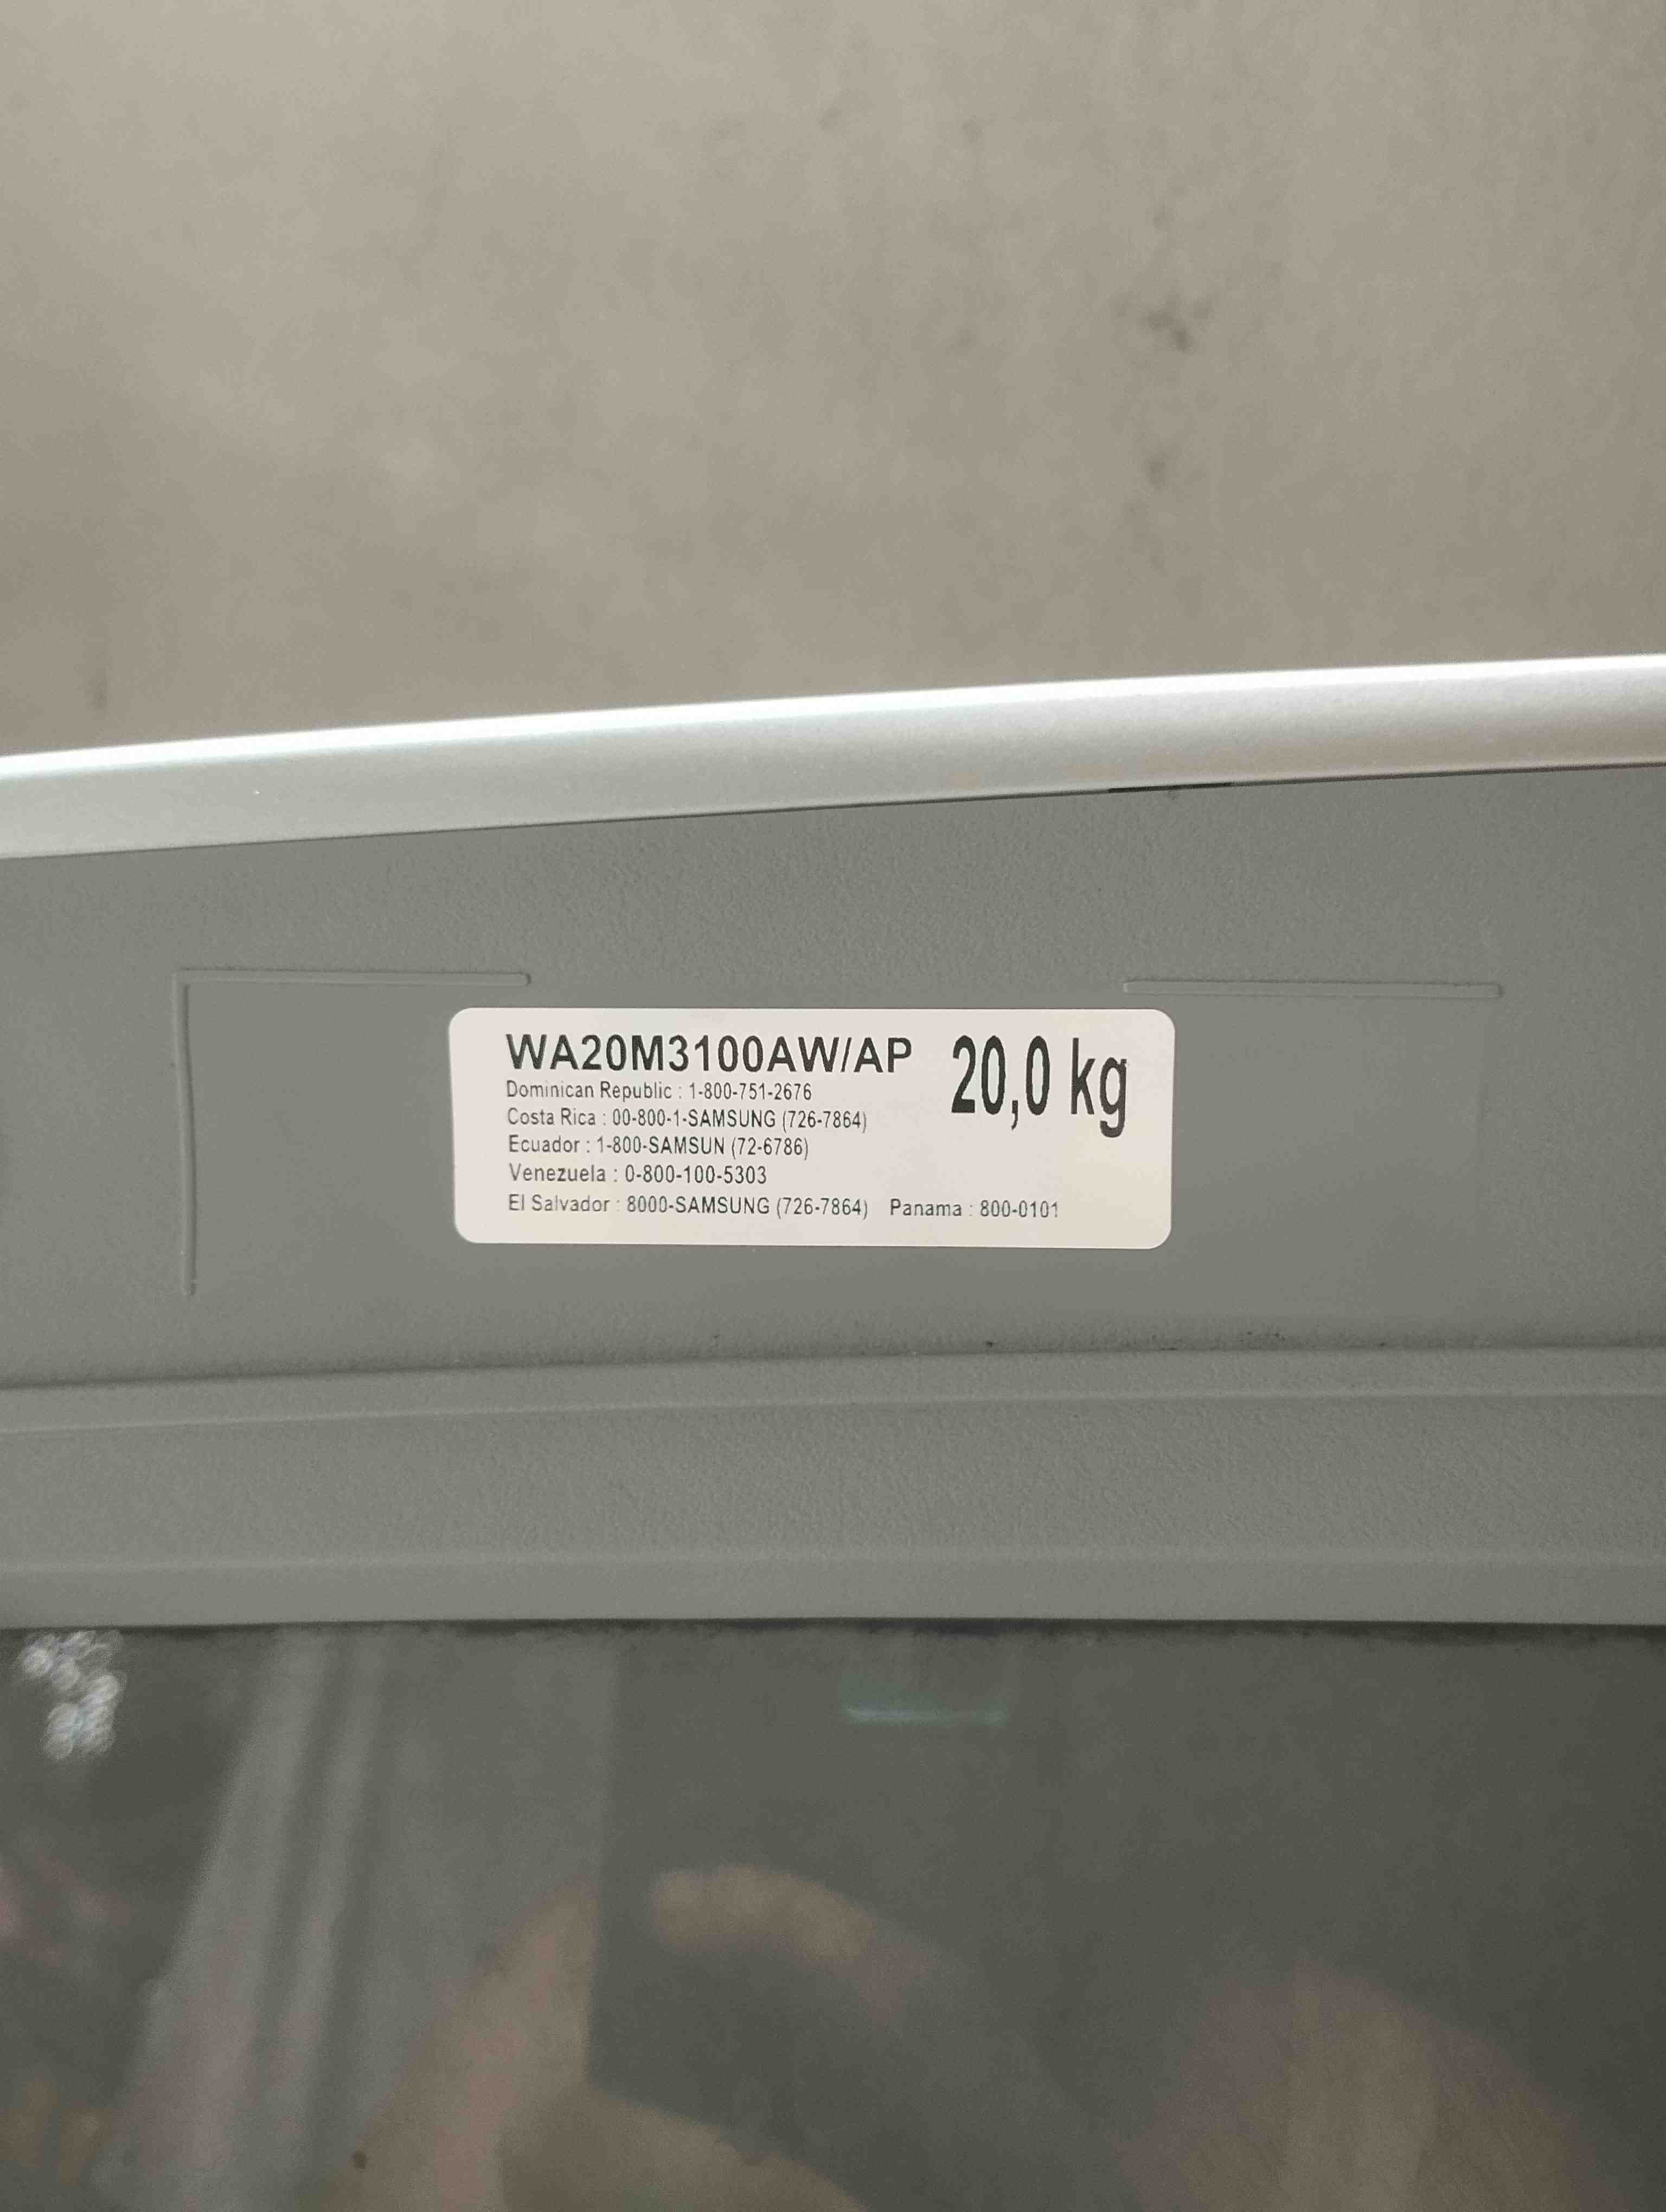 WA20M3100AW/AP 20,0 kg
Dominican Republic : 1-800-751-2676
Costa Rica : 00-800-1-SAMSUNG (726-7864)
Ecuador : 1-800-SAMSUN (72-6786)
Venezuela : 0-800-100-5303
El Salvador : 8000-SAMSUNG (726-7864) Panama : 800-0101